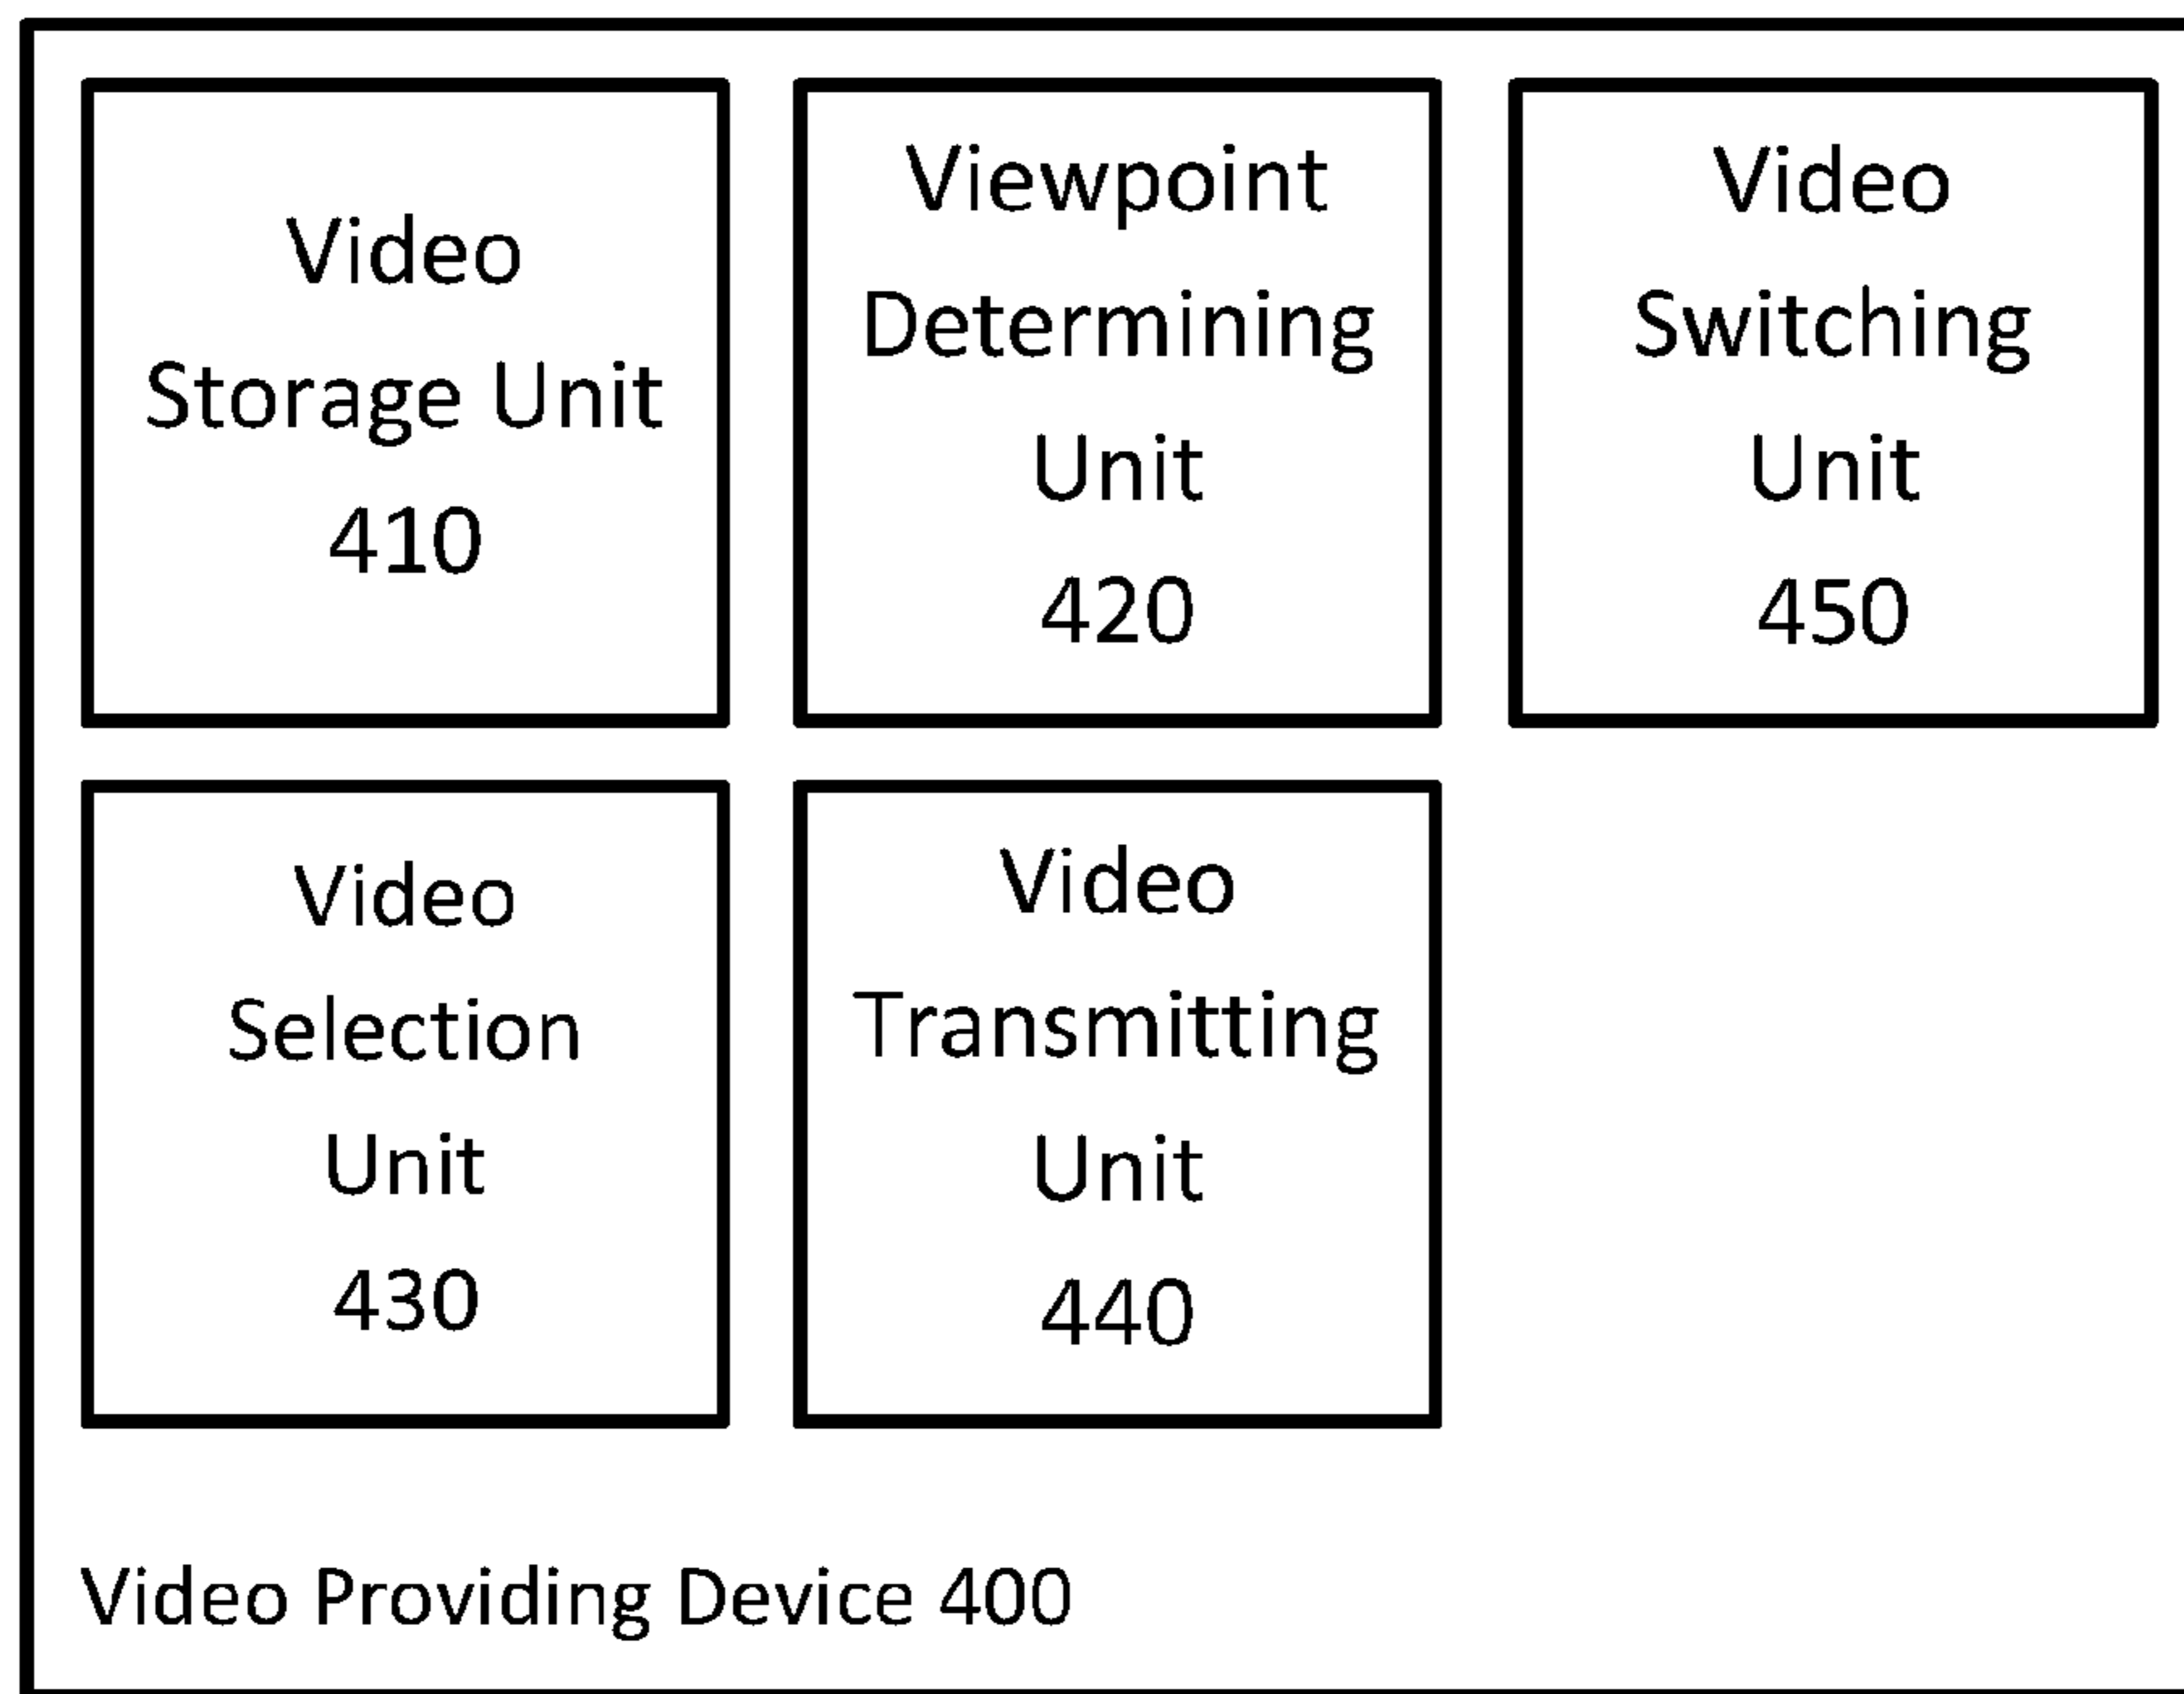 Video
Storage Unit
410
Viewpoint
Determining
Unit
420
Video
Switching
Unit
450
Video
Selection
Unit
430
Video
Transmitting
Unit
440
Video Providing Device 400